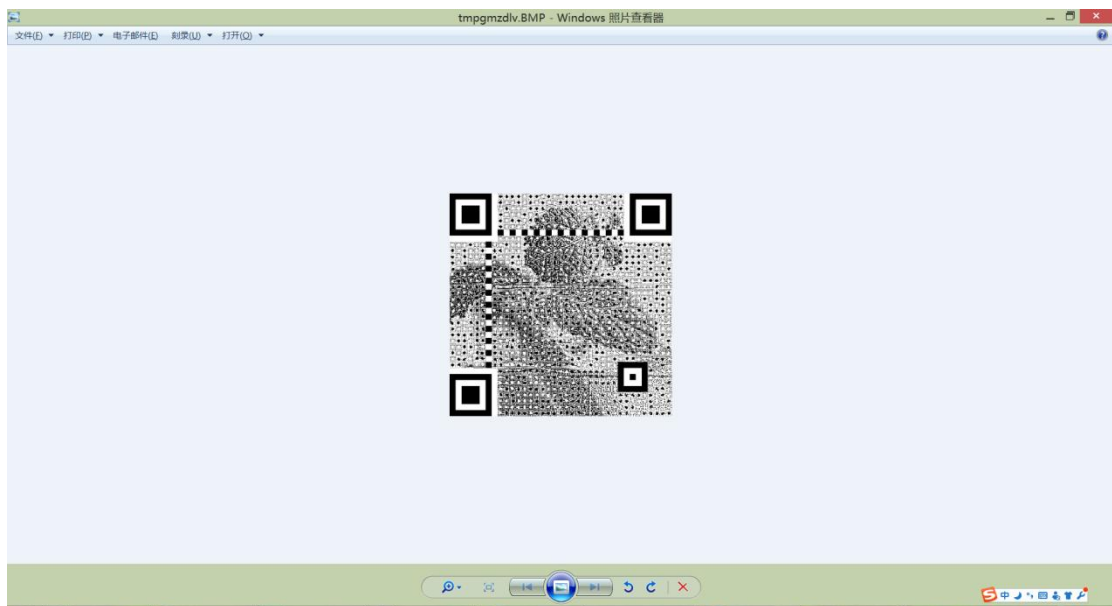 tmpgmzdlv.BMP - Windows 照片查看器
文件(F) 打印(P) 电子邮件(E) 刻录(U) 打开(O)
中